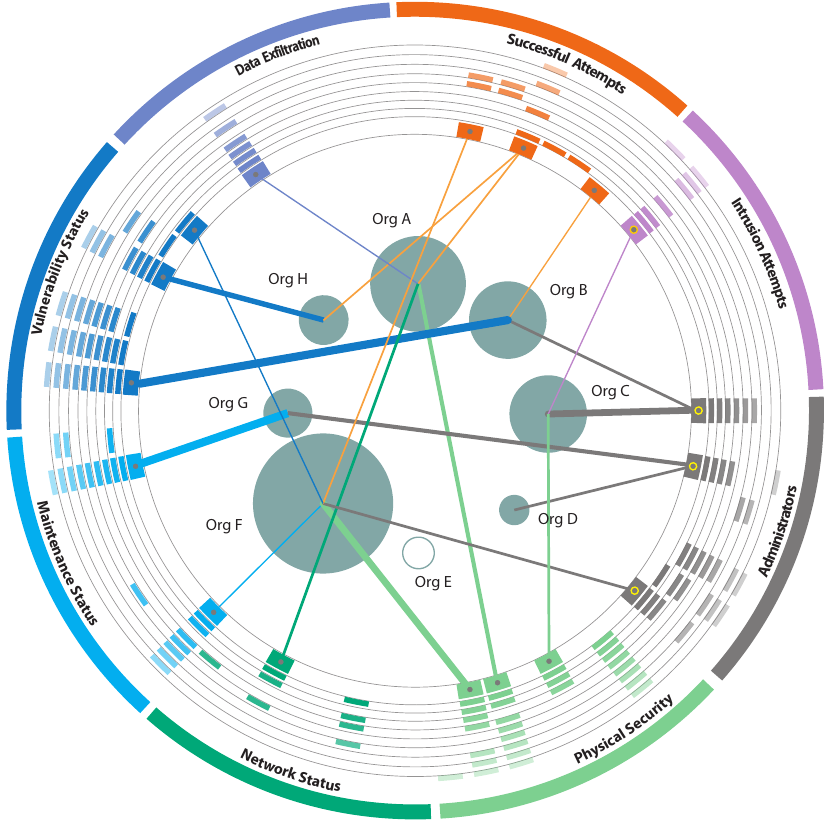 Successful Attempts
Data Exfiltration
Intrusion Attempts
Vulnerability Status
Org A
Org H
Org B
Org C
Org G
Org D
Org F
Org E
Administrators
Maintenance Status
Physical Security
Network Status